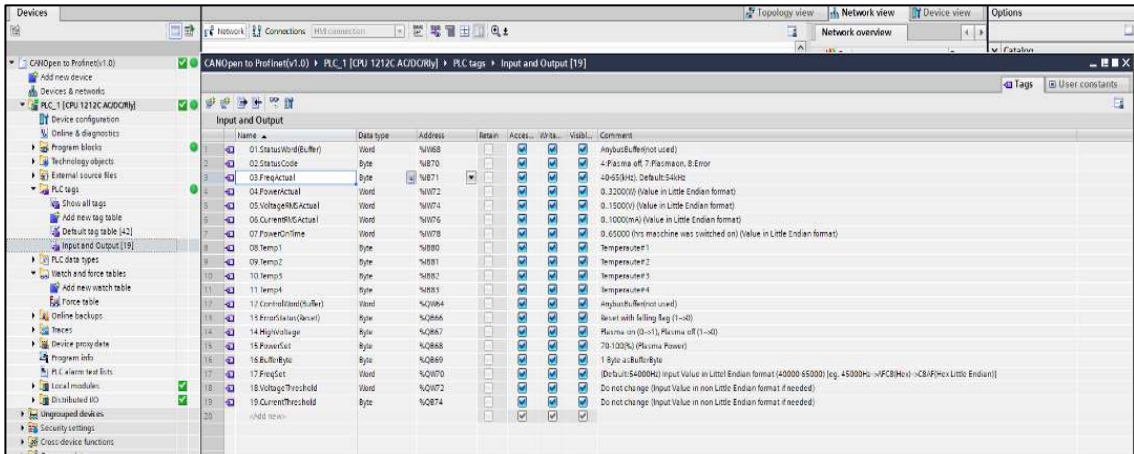 Devices
Topology view Network view Device view Options
Network Connections HMI connection Network overview
Catalog
CANOpen to Profinet(v1.0)
Add new device
Devices & networks
PLC_1 [CPU 1212C AC/DC/Rly]
Device configuration
Online & diagnostics
Program blocks
Technology objects
External source files
PLC tags
Show all tags
Add new tag table
Default tag table [42]
Input and Output [19]
PLC data types
Watch and force tables
Add new watch table
Force table
Online backups
Traces
Device proxy data
Program info
PLC alarm text lists
Local modules
Distributed I/O
Ungrouped devices
Security settings
Cross-device functions
CANOpen to Profinet(v1.0) PLC_1 [CPU 1212C AC/DC/Rly] PLC tags Input and Output [19]
Tags User constants
Input and Output
Name Data type Address Retain Acces... Writa... Visibl... Comment
1 01.StatusWord(Buffer) Word %IW68 AnybusBuffer(not used)
2 02.StatusCode Byte %IB70 4:Plasma off, 7:Plasmaon, 8:Error
3 03.FreqActual Byte %IB71 40-65(kHz). Default:54kHz
4 04.PowerActual Word %IW72 0..3200(W) (Value in Little Endian format)
5 05.VoltageRMSActual Word %IW74 0..1500(V) (Value in Little Endian format)
6 06.CurrentRMSActual Word %IW76 0..1000(mA) (Value in Little Endian format)
7 07.PowerOnTime Word %IW78 0..65000 (hrs maschine was switched on) (Value in Little Endian format)
8 08.Temp1 Byte %IB80 Temperaute#1
9 09.Temp2 Byte %IB81 Temperaute#2
10 10.Temp3 Byte %IB82 Temperaute#3
11 11.Temp4 Byte %IB83 Temperaute#4
12 12.ControlWord(Buffer) Word %QW64 AnybusBuffer(not used)
13 13.ErrorStatus(Reset) Byte %QB66 Reset with falling flag (1->0)
14 14.HighVoltage Byte %QB67 Plasma on (0->1), Plasma off (1->0)
15 15.PowerSet Byte %QB68 70-100(%) (Plasma Power)
16 16.BufferByte Byte %QB69 1 Byte asBufferByte
17 17.FreqSet Word %QW70 (Default:54000Hz) Input Value in Littel Endian format (40000-65000) [eg. 45000Hz->AFC8(Hex)->C8AF(Hex Little Endian)]
18 18.VoltageThreshold Word %QW72 Do not change (Input Value in non Little Endian format if needed)
19 19.CurrentThreshold Byte %QB74 Do not change (Input Value in non Little Endian format if needed)
20 <Add new>